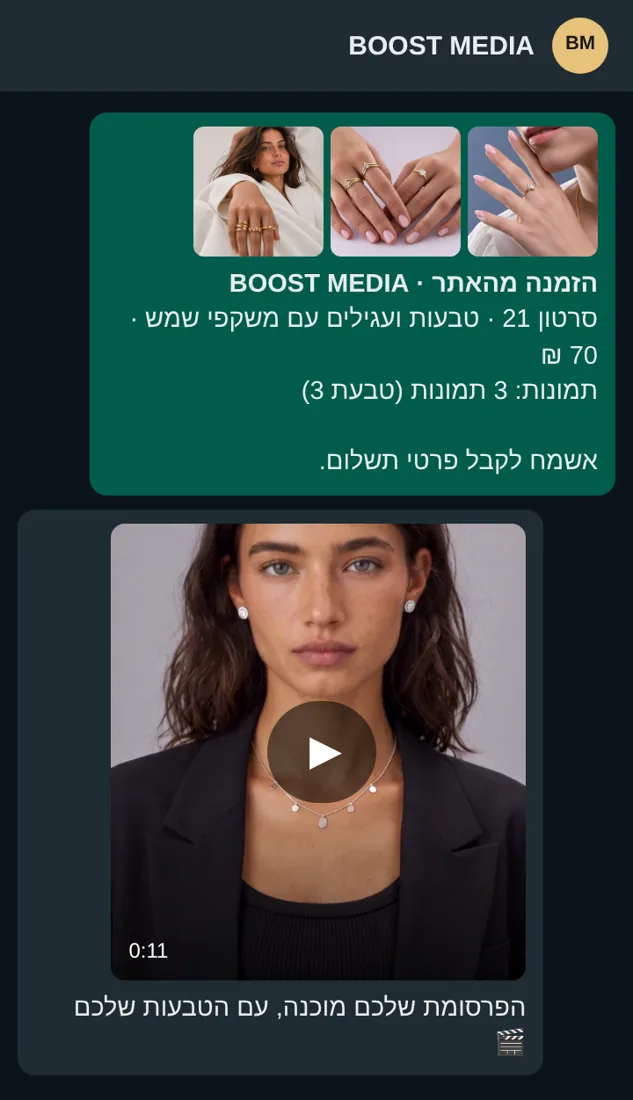 BOOST MEDIA
BM
הזמנה מהאתר · BOOST MEDIA
סרטון 21 · טבעות ועגילים עם משקפי שמש ·
70 ₪
תמונות: 3 תמונות (טבעת 3)
אשמח לקבל פרטי תשלום.
0:11
הפרסומת שלכם מוכנה, עם הטבעות שלכם
🎬